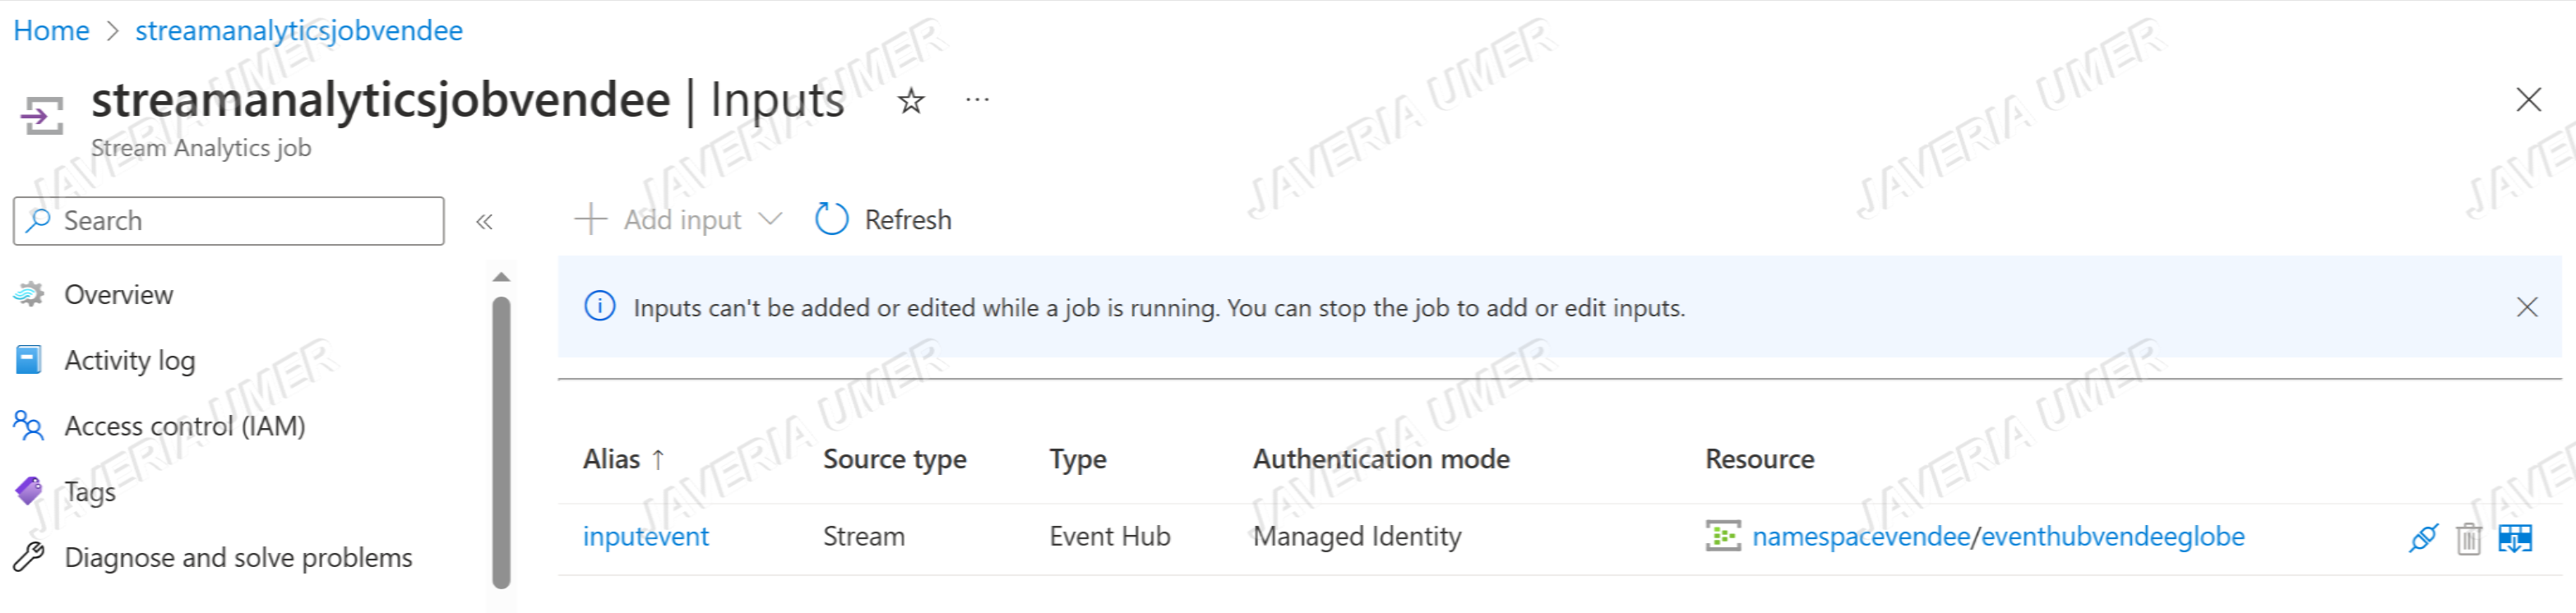 Home > streamanalyticsjobvendee
streamanalyticsjobvendee | Inputs
Stream Analytics job
Search
Add input
Refresh
Overview
Activity log
Access control (IAM)
Tags
Diagnose and solve problems
Inputs can't be added or edited while a job is running. You can stop the job to add or edit inputs.
Alias ↑ Source type Type Authentication mode Resource
inputevent Stream Event Hub Managed Identity namespacevendee/eventhubvendeeglobe
JAVERIA UMER
JAVERIA UMER
JAVERIA UMER
JAVERIA UMER
JAVERIA UMER
JAVERIA UMER
JAVERIA UMER
JAVERIA UMER